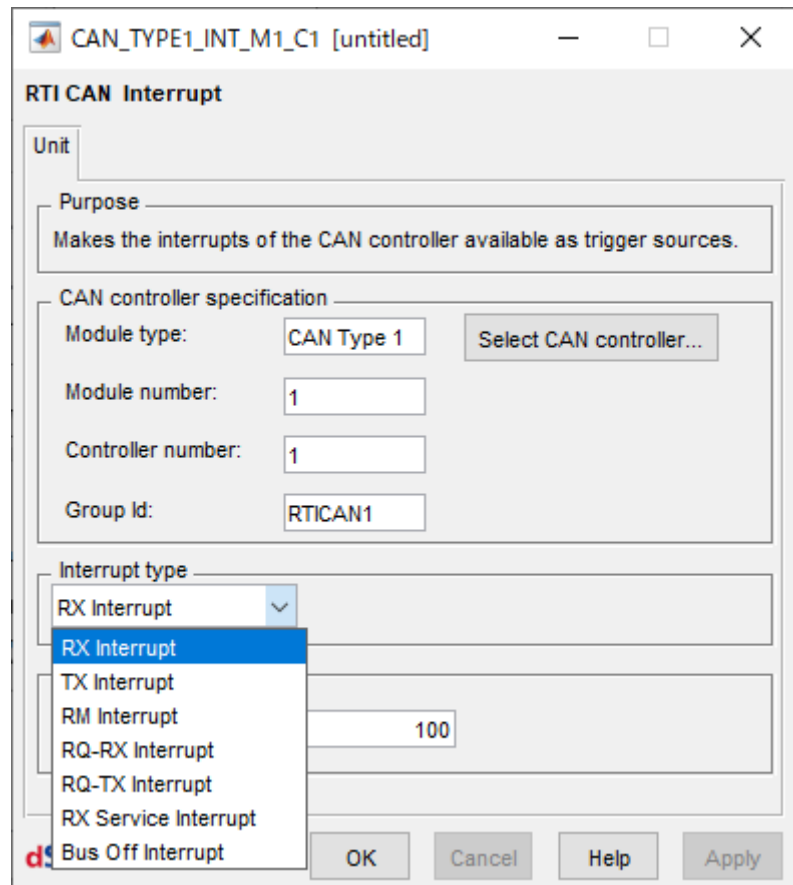 CAN_TYPE1_INT_M1_C1 [untitled]
RTI CAN Interrupt
Unit
Purpose
Makes the interrupts of the CAN controller available as trigger sources.
CAN controller specification
Module type: CAN Type 1 Select CAN controller...
Module number: 1
Controller number: 1
Group Id: RTICAN1
Interrupt type
RX Interrupt
RX Interrupt
TX Interrupt
RM Interrupt
100
RQ-RX Interrupt
RQ-TX Interrupt
RX Service Interrupt
Bus Off Interrupt
OK Cancel Help Apply